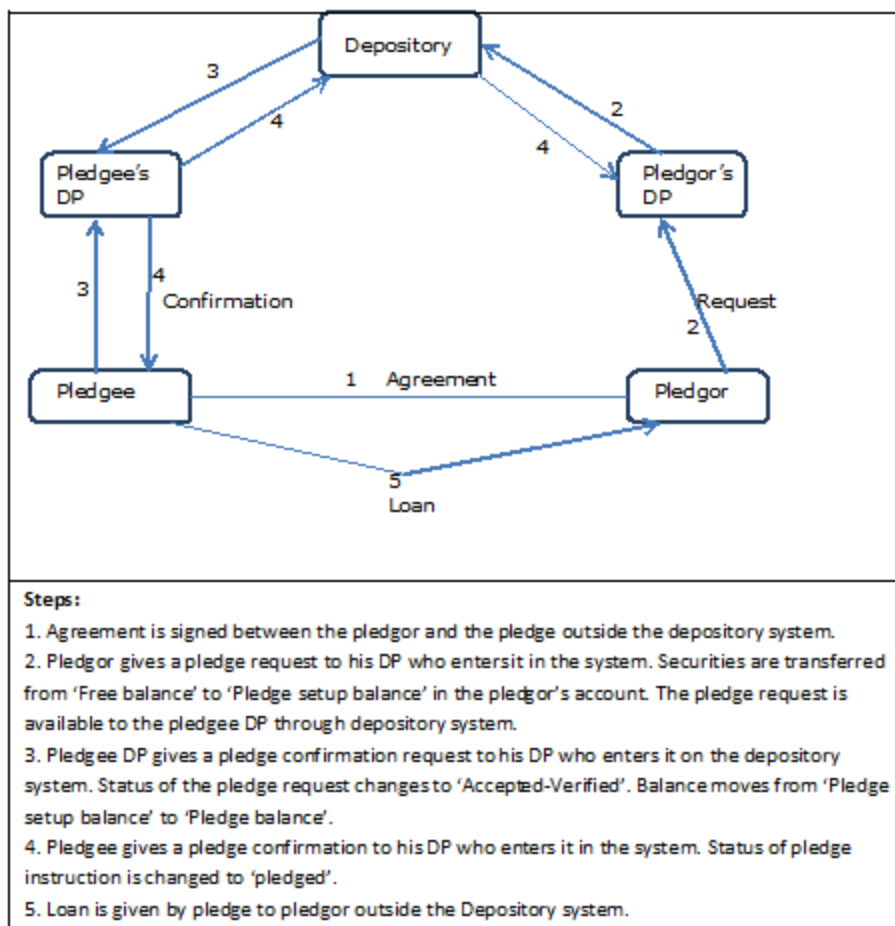 Depository
3
2
4
4
Pledgee's
DP
Pledgor's
DP
4
3
Confirmation
Request
2
1 Agreement
Pledgee
Pledgor
5
Loan
Steps:
1. Agreement is signed between the pledgor and the pledge outside the depository system.
2. Pledgor gives a pledge request to his DP who enters it in the system. Securities are transferred
from 'Free balance' to 'Pledge setup balance' in the pledgor's account. The pledge request is
available to the pledgee DP through depository system.
3. Pledgee DP gives a pledge confirmation request to his DP who enters it on the depository
system. Status of the pledge request changes to 'Accepted-Verified'. Balance moves from 'Pledge
setup balance' to 'Pledge balance'.
4. Pledgee gives a pledge confirmation to his DP who enters it in the system. Status of pledge
instruction is changed to 'pledged'.
5. Loan is given by pledge to pledgor outside the Depository system.